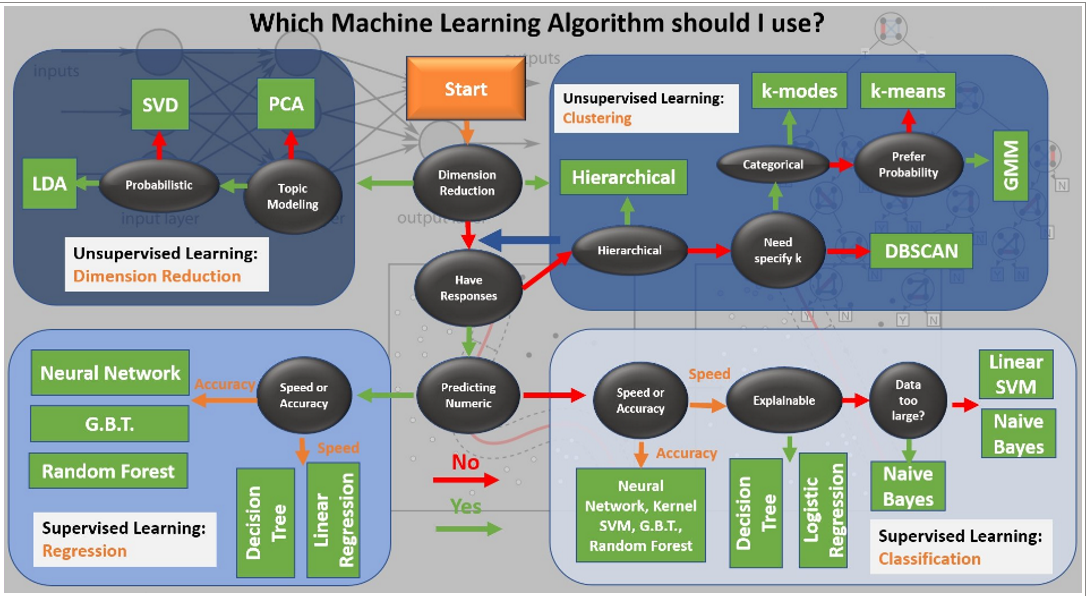 Which Machine Learning Algorithm should I use?
inputs
outputs
Start
SVD
PCA
LDA
Probabilistic
Topic
Modeling
input layer
Unsupervised Learning:
Dimension Reduction
Dimension
Reduction
Have
Responses
Predicting
Numeric
No
Yes
Unsupervised Learning:
Clustering
k-modes
k-means
Categorical
Prefer
Probability
GMM
Hierarchical
Hierarchical
Need
specify k
DBSCAN
N
N
N
Y
N
Y
N
Neural Network
Accuracy
Speed or
Accuracy
G.B.T.
Speed
Random Forest
Decision
Tree
Linear
Regression
Supervised Learning:
Regression
Speed or
Accuracy
Speed
Explainable
Data
too
large?
Linear
SVM
Naive
Bayes
Accuracy
Neural
Network, Kernel
SVM, G.B.T.,
Random Forest
Decision
Tree
Logistic
Regression
Naive
Bayes
Supervised Learning:
Classification